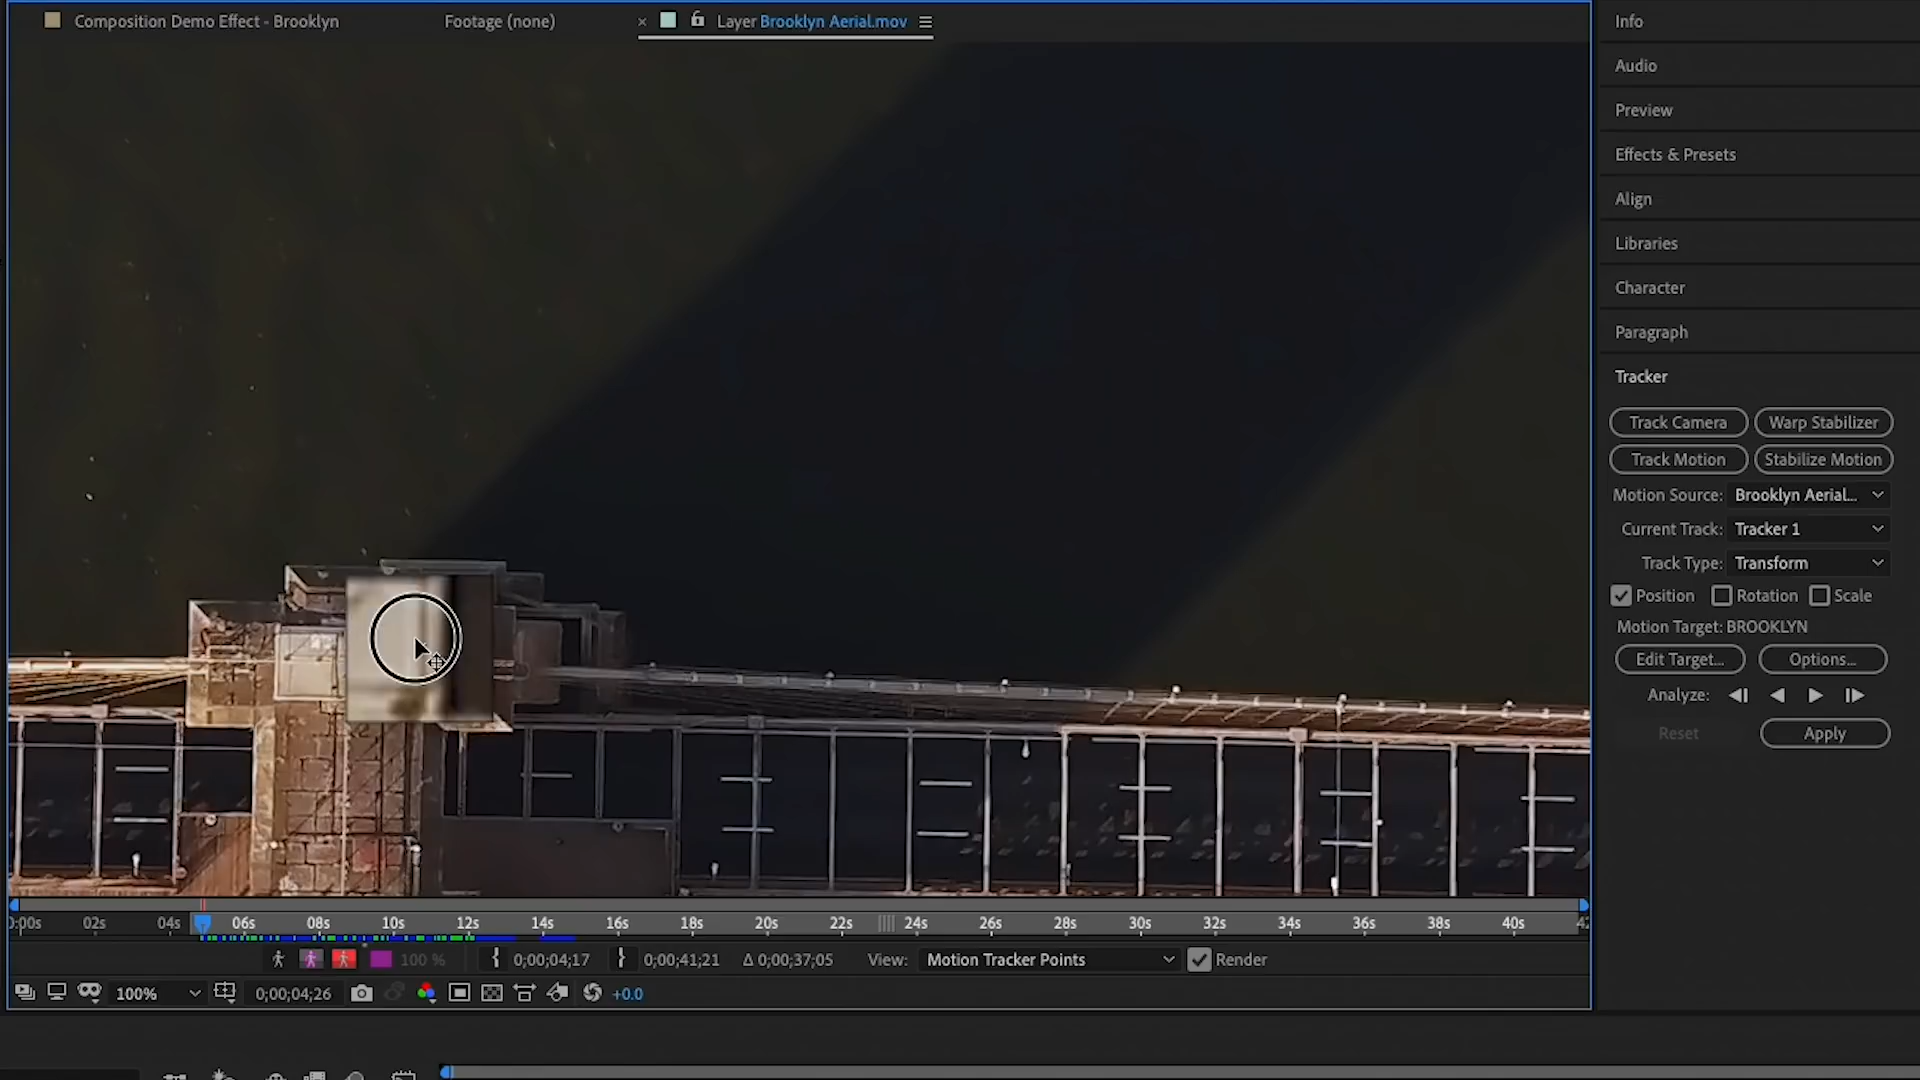 Composition Demo Effect - Brooklyn
Footage (none)
Layer Brooklyn Aerial.mov
Info
Audio
Preview
Effects & Presets
Align
Libraries
Character
Paragraph
Tracker
Track Camera
Warp Stabilizer
Track Motion
Stabilize Motion
Motion Source: Brooklyn Aerial...
Current Track: Tracker 1
Track Type: Transform
Position Rotation Scale
Motion Target: BROOKLYN
Edit Target...
Options...
Analyze:
Reset
Apply
0:00s 02s 04s 06s 08s 10s 12s 14s 16s 18s 20s 22s 24s 26s 28s 30s 32s 34s 36s 38s 40s 42
100 % 0;00;04;17 0;00;41;21 Δ 0;00;37;05 View: Motion Tracker Points Render
100% 0;00;04;26 +0.0